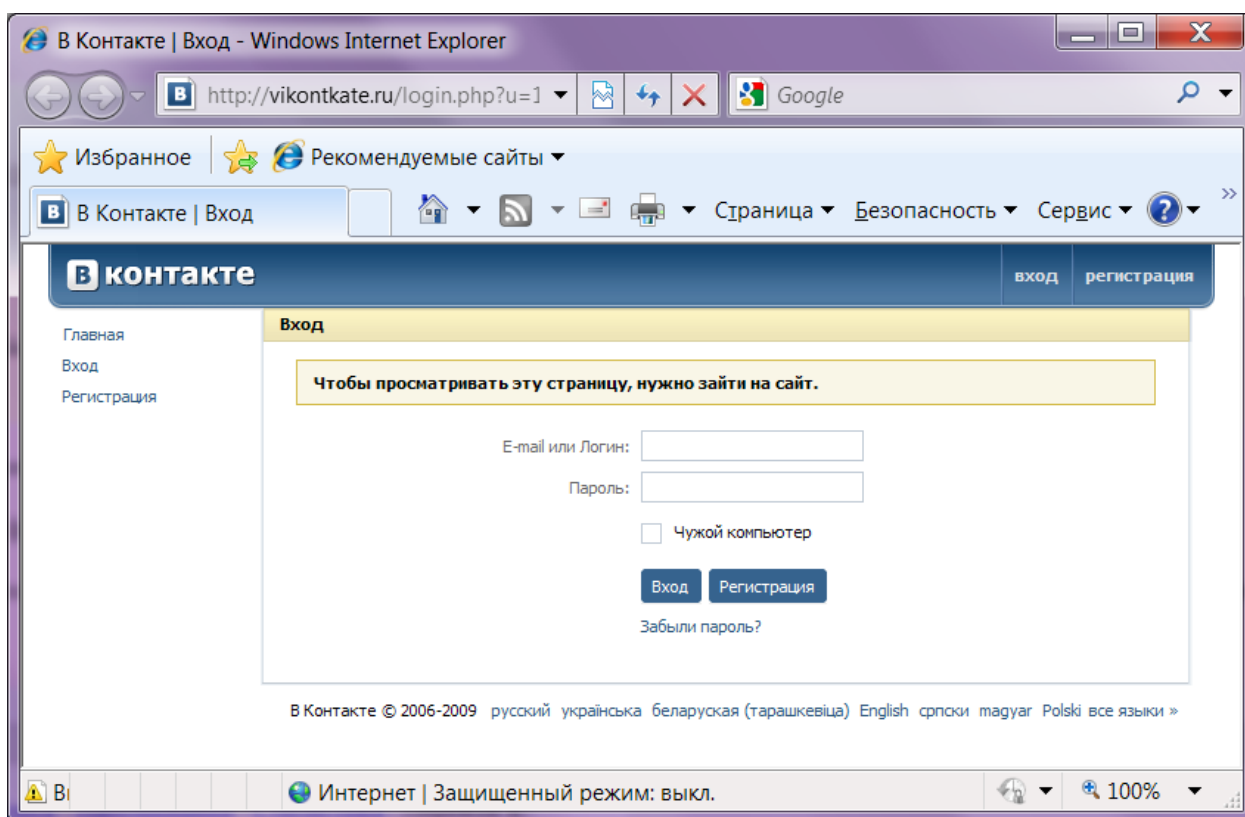 В Контакте | Вход - Windows Internet Explorer
http://vikontkate.ru/login.php?u=1
Google
Избранное
Рекомендуемые сайты
В Контакте | Вход
Страница
Безопасность
Сервис
»
В контакте
вход
регистрация
Главная
Вход
Регистрация
Вход
Чтобы просматривать эту страницу, нужно зайти на сайт.
E-mail или Логин:
Пароль:
Чужой компьютер
Вход
Регистрация
Забыли пароль?
В Контакте © 2006-2009 русский українська беларуская (тарашкевіца) English српски magyar Polski все языки »
Интернет | Защищенный режим: выкл.
100%